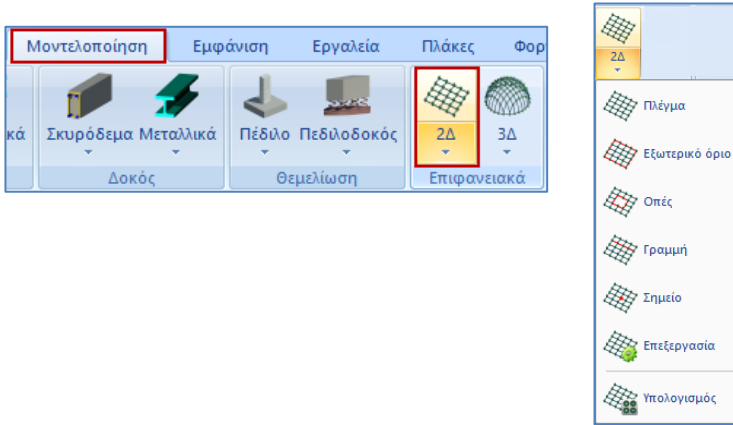 Μοντελοποίηση Εμφάνιση Εργαλεία Πλάκες Φορ
κά Σκυρόδεμα Μεταλλικά Πέδιλο Πεδιλοδοκός 2Δ 3Δ
Δοκός Θεμελίωση Επιφανειακά
2Δ
Πλέγμα
Εξωτερικό όριο
Οπές
Γραμμή
Σημείο
Επεξεργασία
Υπολογισμός